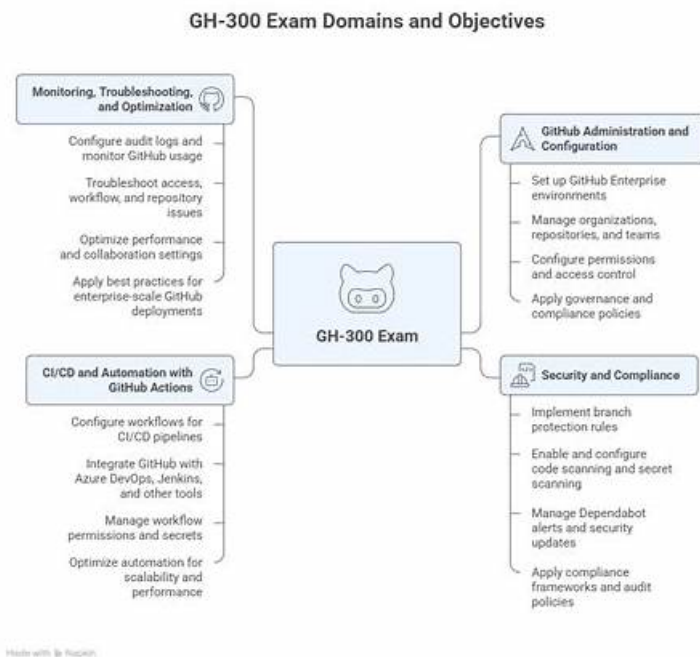 GH-300 Exam Domains and Objectives
Monitoring, Troubleshooting,
and Optimization
Configure audit logs and
monitor GitHub usage
Troubleshoot access,
workflow, and repository
issues
Optimize performance
and collaboration settings
Apply best practices for
enterprise-scale GitHub
deployments
GitHub Administration and
Configuration
Set up GitHub Enterprise
environments
Manage organizations,
repositories, and teams
Configure permissions
and access control
Apply governance and
compliance policies
GH-300 Exam
CI/CD and Automation with
GitHub Actions
Configure workflows for
CI/CD pipelines
Integrate GitHub with
Azure DevOps, Jenkins,
and other tools
Manage workflow
permissions and secrets
Optimize automation for
scalability and
performance
Security and Compliance
Implement branch
protection rules
Enable and configure
code scanning and secret
scanning
Manage Dependabot
alerts and security
updates
Apply compliance
frameworks and audit
policies
Made with Napkin